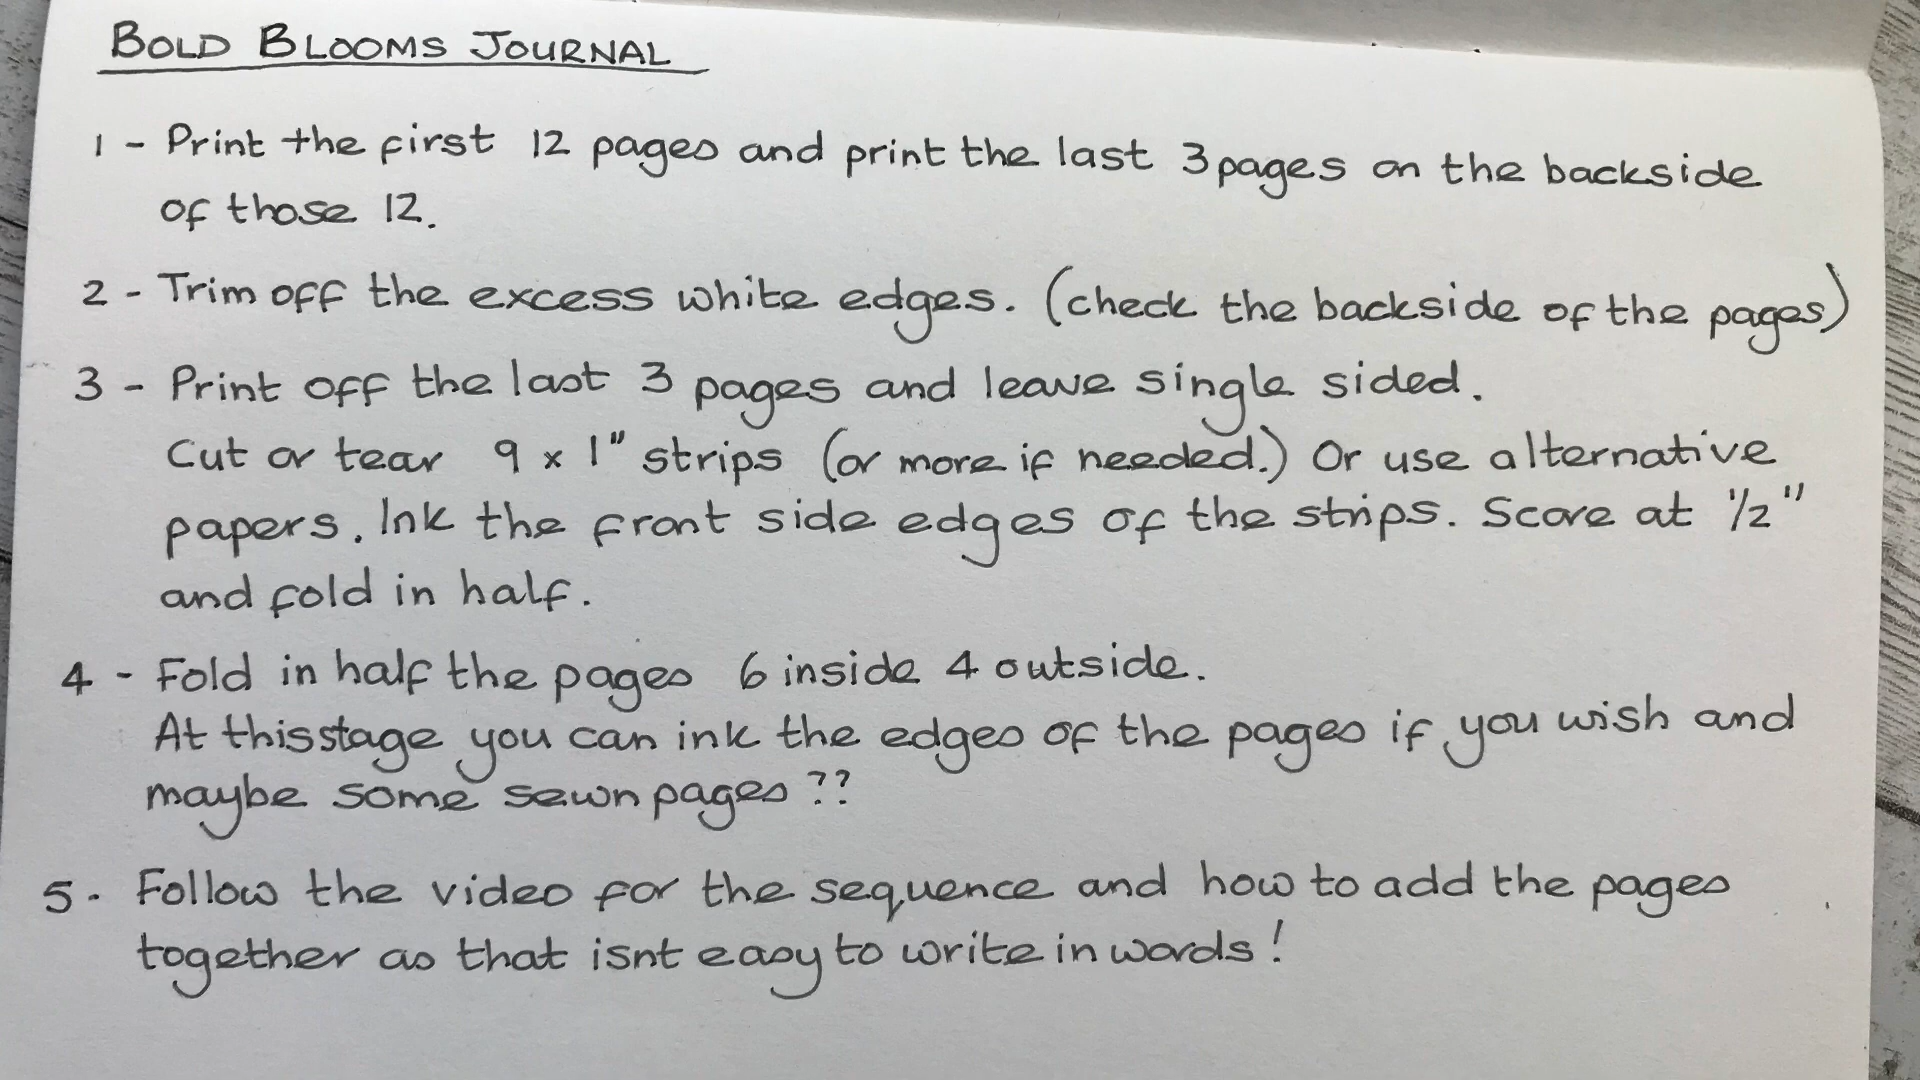 BOLD BLOOMS JOURNAL
1 - Print the first 12 pages and print the last 3 pages on the backside
of those 12.
2 - Trim off the excess white edges. (check the backside of the pages)
3 - Print off the last 3 pages and leave single sided.
Cut or tear 9 x 1" strips (or more if needed.) Or use alternative
papers. Ink the front side edges of the strips. Score at 1/2"
and fold in half.
4 - Fold in half the pages 6 inside 4 outside.
At this stage you can ink the edges of the pages if you wish and
maybe some sewn pages ??
5. Follow the video for the sequence and how to add the pages
together as that isnt easy to write in words!